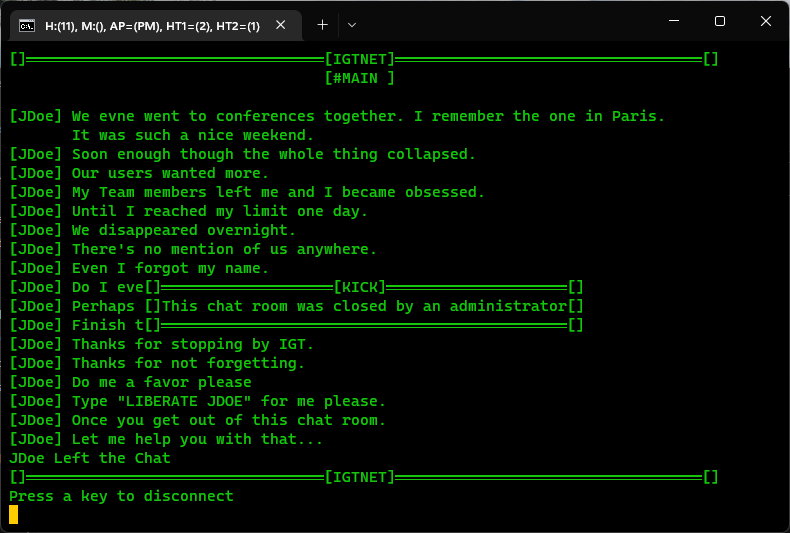 H:(11), M:(), AP=(PM), HT1=(2), HT2=(1)
[]═════════════════════════════════[IGTNET]══════════════════════════════════[]
[#MAIN ]
[JDoe] We evne went to conferences together. I remember the one in Paris.
It was such a nice weekend.
[JDoe] Soon enough though the whole thing collapsed.
[JDoe] Our users wanted more.
[JDoe] My Team members left me and I became obsessed.
[JDoe] Until I reached my limit one day.
[JDoe] We disappeared overnight.
[JDoe] There's no mention of us anywhere.
[JDoe] Even I forgot my name.
[JDoe] Do I eve[]═══════════════════[KICK]════════════════════[]
[JDoe] Perhaps []This chat room was closed by an administrator[]
[JDoe] Finish t[]═════════════════════════════════════════════[]
[JDoe] Thanks for stopping by IGT.
[JDoe] Thanks for not forgetting.
[JDoe] Do me a favor please
[JDoe] Type "LIBERATE JDOE" for me please.
[JDoe] Once you get out of this chat room.
[JDoe] Let me help you with that...
JDoe Left the Chat
[]═════════════════════════════════[IGTNET]══════════════════════════════════[]
Press a key to disconnect